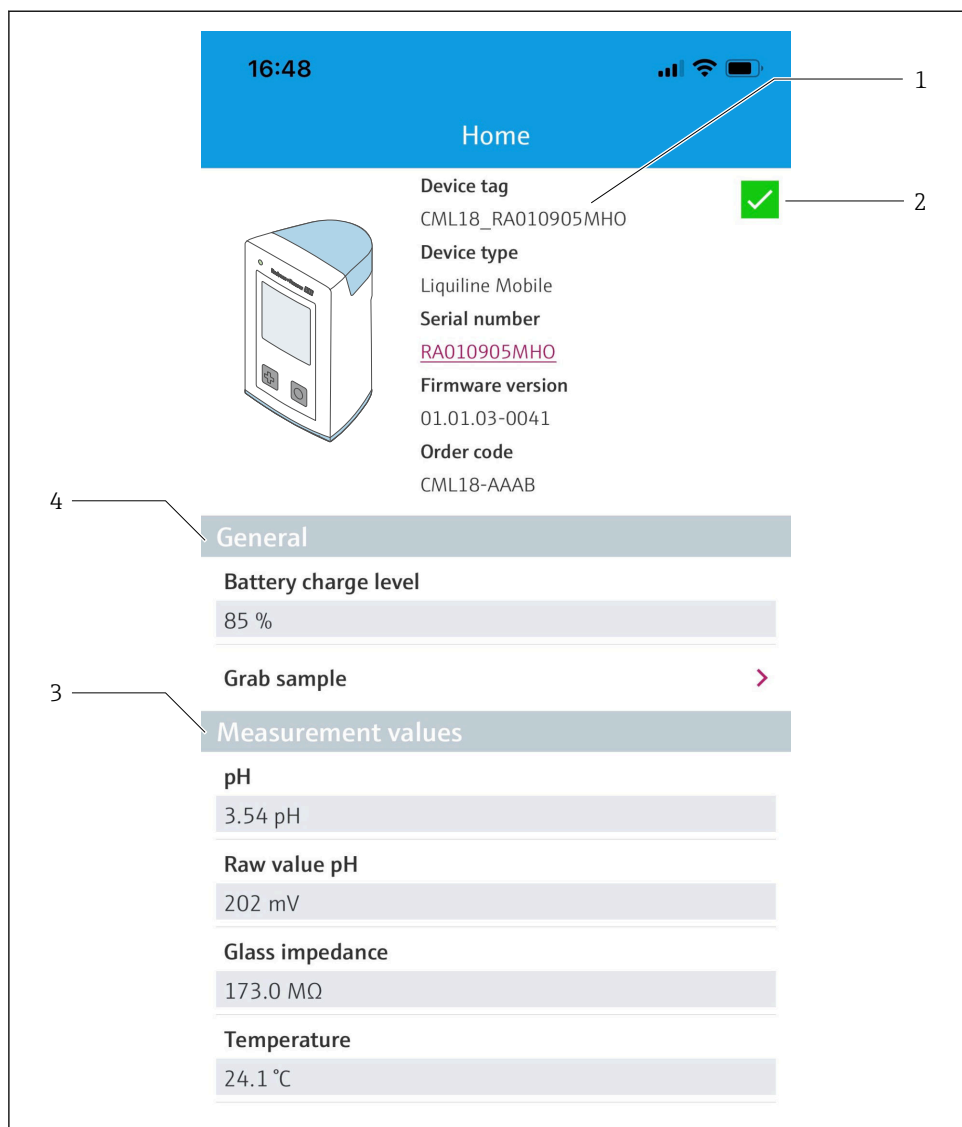 16:48
1
Home
Device tag
CML18_RA010905MHO
2
Device type
Liquiline Mobile
Serial number
RA010905MHO
Firmware version
01.01.03-0041
Order code
CML18-AAAB
4
General
Battery charge level
85 %
Grab sample
3
Measurement values
pH
3.54 pH
Raw value pH
202 mV
Glass impedance
173.0 MΩ
Temperature
24.1 °C